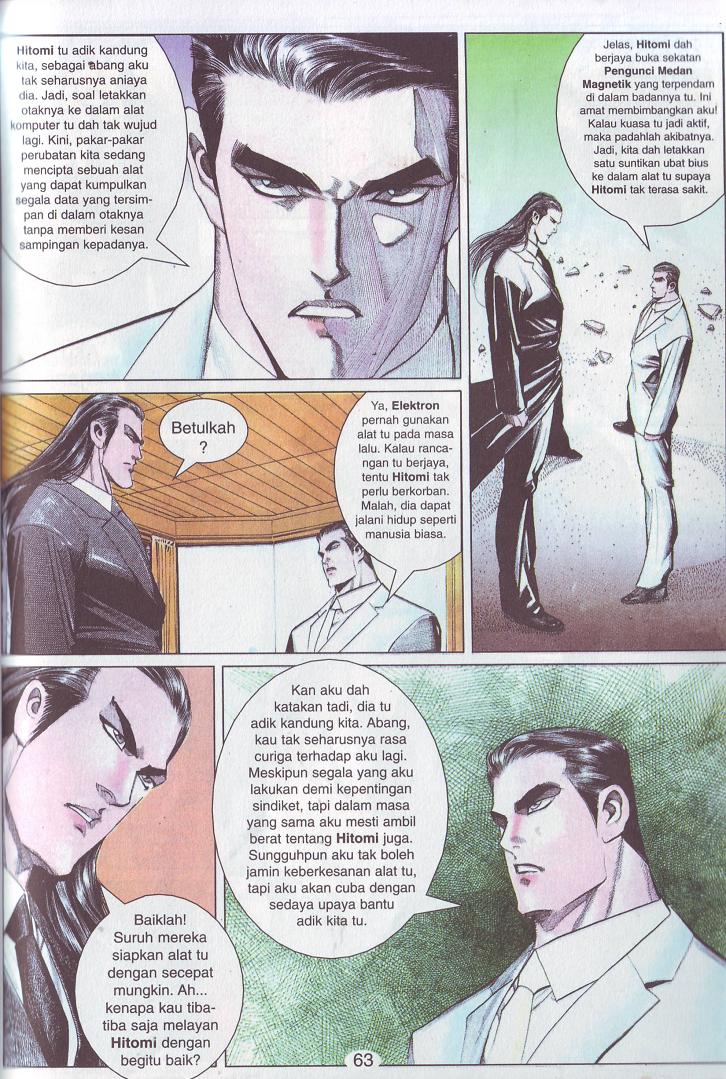 Hitomi tu adik kandung
kita, sebagai abang aku
tak seharusnya aniaya
dia. Jadi, soal letakkan
otaknya ke dalam alat
komputer tu dah tak wujud
lagi. Kini, pakar-pakar
perubatan kita sedang
mencipta sebuah alat
yang dapat kumpulkan
segala data yang tersim-
pan di dalam otaknya
tanpa memberi kesan
sampingan kepadanya.
Jelas, Hitomi dah
berjaya buka sekatan
Pengunci Medan
Magnetik yang terpendam
di dalam badannya tu. Ini
amat membimbangkan aku!
Kalau kuasa tu jadi aktif,
maka padahlah akibatnya.
Jadi, kita dah letakkan
satu suntikan ubat bius
ke dalam alat tu supaya
Hitomi tak terasa sakit.
Betulkah
?
Ya, Elektron
pernah gunakan
alat tu pada masa
lalu. Kalau ranca-
ngan tu berjaya,
tentu Hitomi tak
perlu berkorban.
Malah, dia dapat
jalani hidup seperti
manusia biasa.
Baiklah!
Suruh mereka
siapkan alat tu
dengan secepat
mungkin. Ah...
kenapa kau tiba-
tiba saja melayan
Hitomi dengan
begitu baik?
Kan aku dah
katakan tadi, dia tu
adik kandung kita. Abang,
kau tak seharusnya rasa
curiga terhadap aku lagi.
Meskipun segala yang aku
lakukan demi kepentingan
sindiket, tapi dalam masa
yang sama aku mesti ambil
berat tentang Hitomi juga.
Sungguhpun aku tak boleh
jamin keberkesanan alat tu,
tapi aku akan cuba dengan
sedaya upaya bantu
adik kita tu.
63